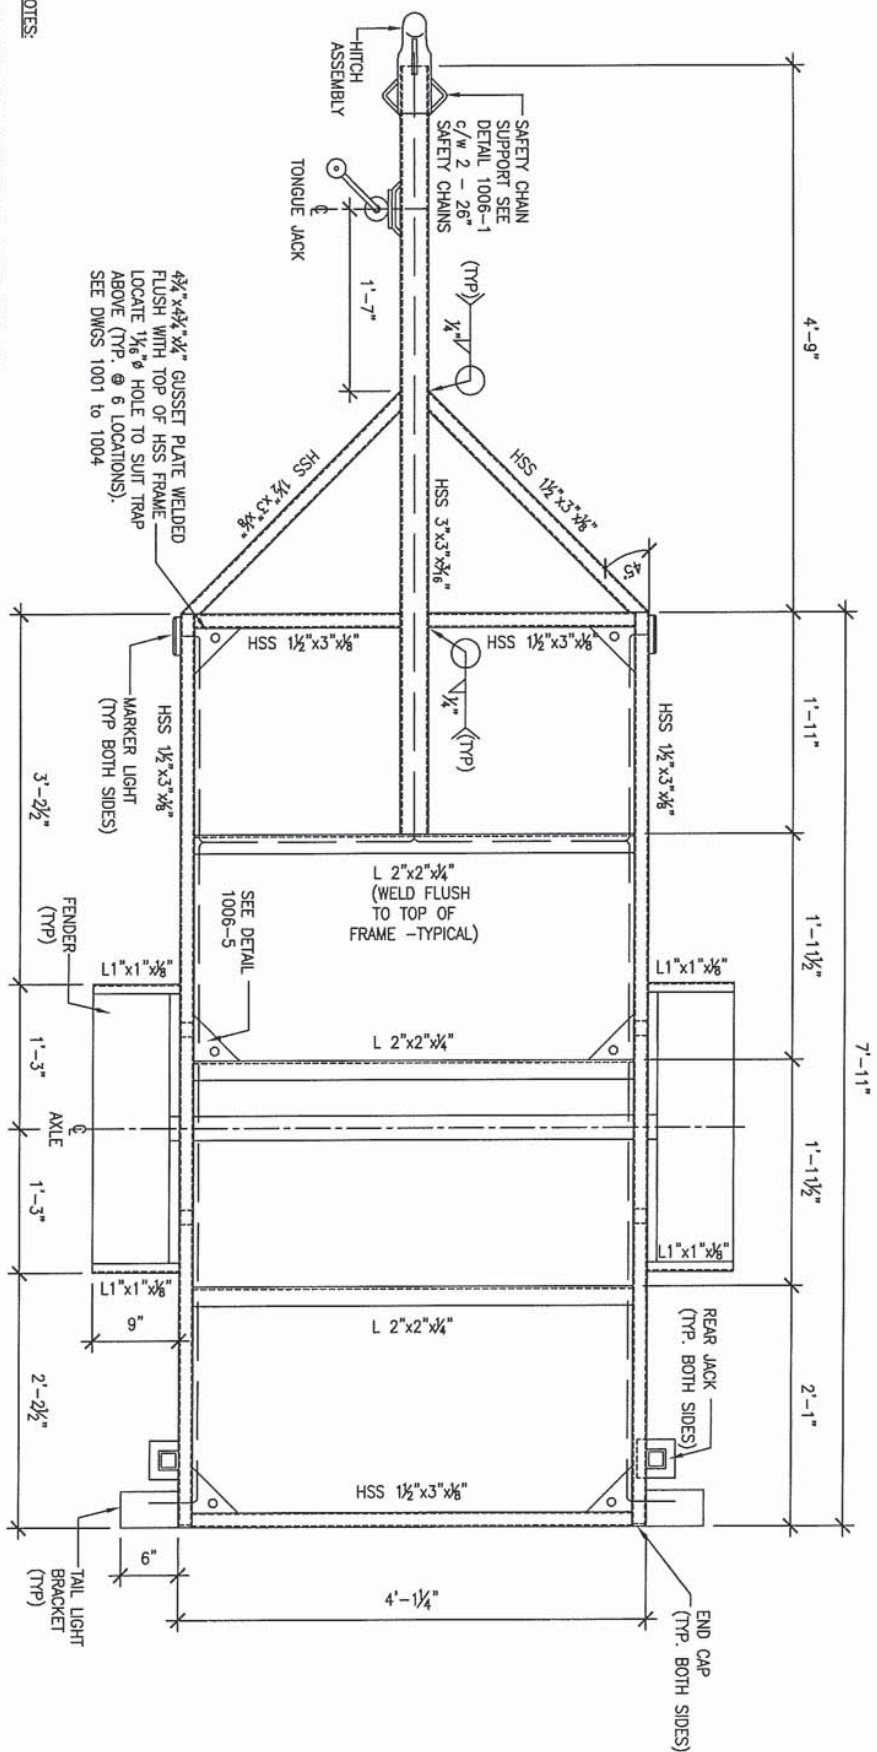 NOTES:
4'-9"
7'-11"
1'-11"
1'-11½"
1'-11½"
2'-1"
SAFETY CHAIN
SUPPORT SEE
DETAIL 1006-1
c/w 2 - 26"
SAFETY CHAINS
HITCH
ASSEMBLY
TONGUE JACK
1'-7"
(TYP)
¼"
HSS 1½"x3"x⅛"
45°
HSS 3"x3"x3/16"
HSS 1½"x3"x⅛"
4¾"x4¾"x¼" GUSSET PLATE WELDED
FLUSH WITH TOP OF HSS FRAME
LOCATE 1 1/16"Ø HOLE TO SUIT TRAP
ABOVE (TYP. @ 6 LOCATIONS).
SEE DWGS 1001 to 1004
HSS 1½"x3"x⅛"
HSS 1½"x3"x⅛"
¼"
(TYP)
HSS 1½"x3"x⅛"
HSS 1½"x3"x⅛"
MARKER LIGHT
(TYP BOTH SIDES)
L 2"x2"x¼"
(WELD FLUSH
TO TOP OF
FRAME -TYPICAL)
SEE DETAIL
1006-5
L 2"x2"x¼"
L1"x1"x⅛"
L1"x1"x⅛"
L1"x1"x⅛"
L1"x1"x⅛"
FENDER
(TYP)
AXLE
L 2"x2"x¼"
REAR JACK
(TYP. BOTH SIDES)
HSS 1½"x3"x⅛"
END CAP
(TYP. BOTH SIDES)
TAIL LIGHT
BRACKET
(TYP)
4'-1¼"
9"
6"
3'-2½"
1'-3"
1'-3"
2'-2½"